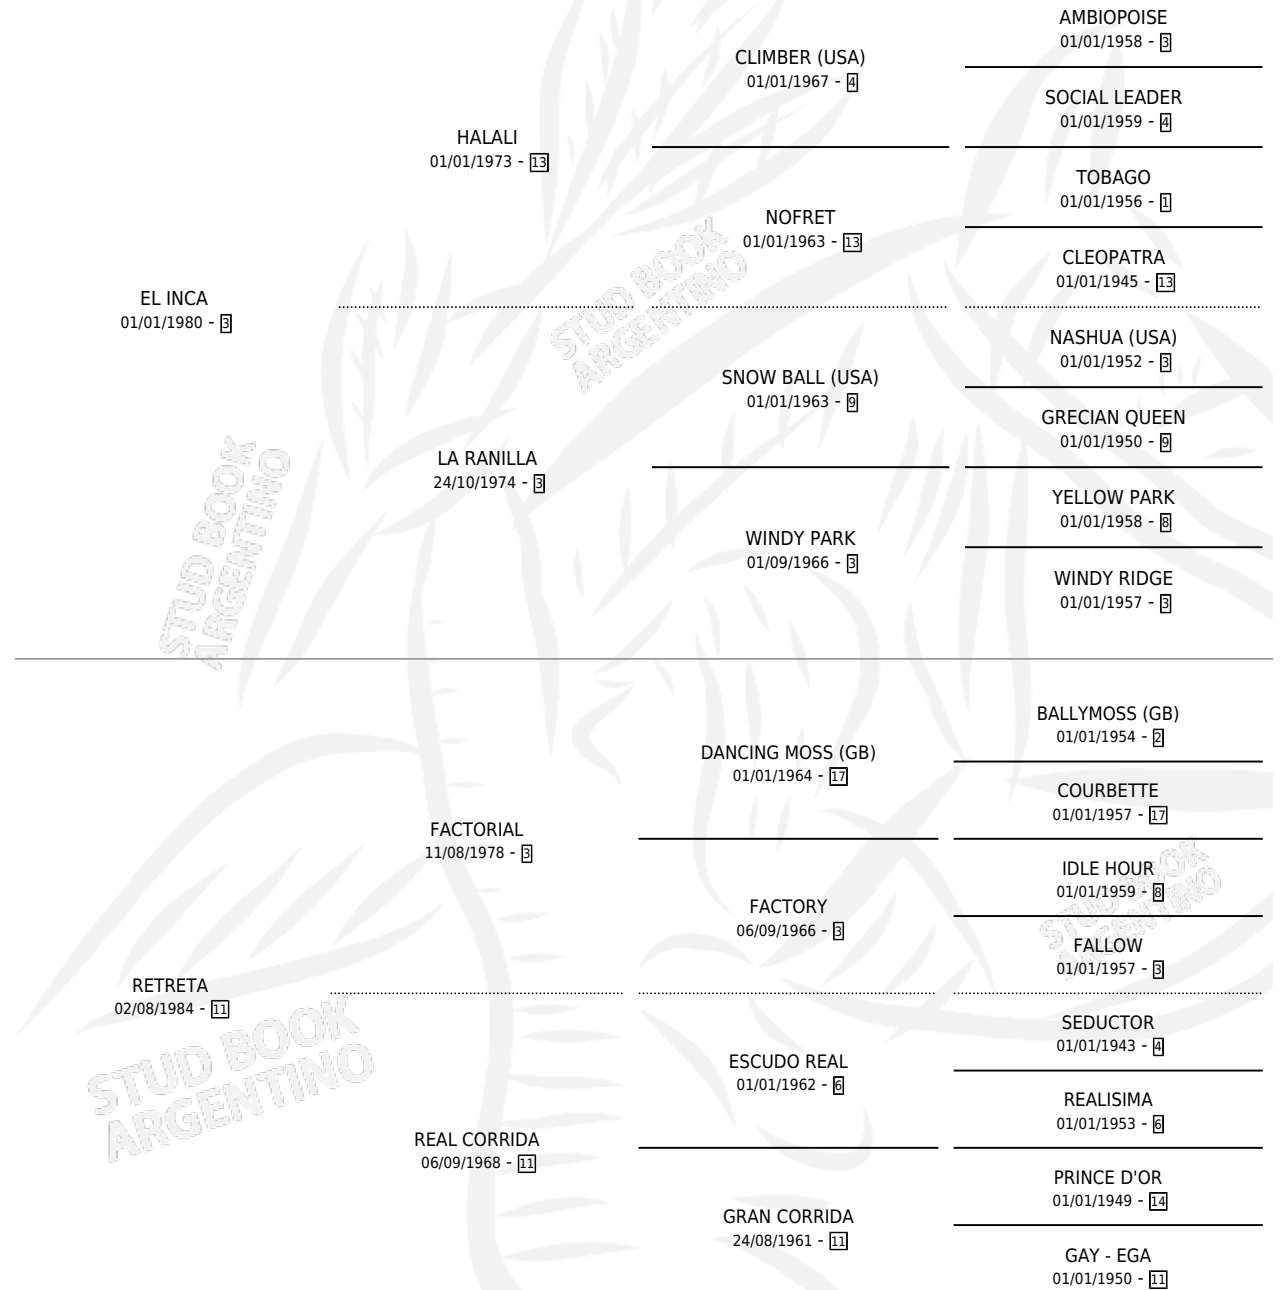 AMBIOPOISE
01/01/1958 - 3
CLIMBER (USA)
01/01/1967 - 4
SOCIAL LEADER
01/01/1959 - 4
HALALI
01/01/1973 - 13
TOBAGO
01/01/1956 - 1
NOFRET
01/01/1963 - 13
CLEOPATRA
01/01/1945 - 13
EL INCA
01/01/1980 - 3
NASHUA (USA)
01/01/1952 - 3
SNOW BALL (USA)
01/01/1963 - 9
GRECIAN QUEEN
01/01/1950 - 9
LA RANILLA
24/10/1974 - 3
YELLOW PARK
01/01/1958 - 8
WINDY PARK
01/09/1966 - 3
WINDY RIDGE
01/01/1957 - 3
BALLYMOSS (GB)
01/01/1954 - 2
DANCING MOSS (GB)
01/01/1964 - 17
COURBETTE
01/01/1957 - 17
FACTORIAL
11/08/1978 - 3
IDLE HOUR
01/01/1959 - 8
FACTORY
06/09/1966 - 3
FALLOW
01/01/1957 - 3
RETRETA
02/08/1984 - 11
SEDUCTOR
01/01/1943 - 4
ESCUDO REAL
01/01/1962 - 6
REALISIMA
01/01/1953 - 6
REAL CORRIDA
06/09/1968 - 11
PRINCE D'OR
01/01/1949 - 14
GRAN CORRIDA
24/08/1961 - 11
GAY - EGA
01/01/1950 - 11
STUD BOOK
ARGENTINO
STUD BOOK
ARGENTINO
STUD BOOK
ARGENTINO
STUD BOOK
ARGENTINO